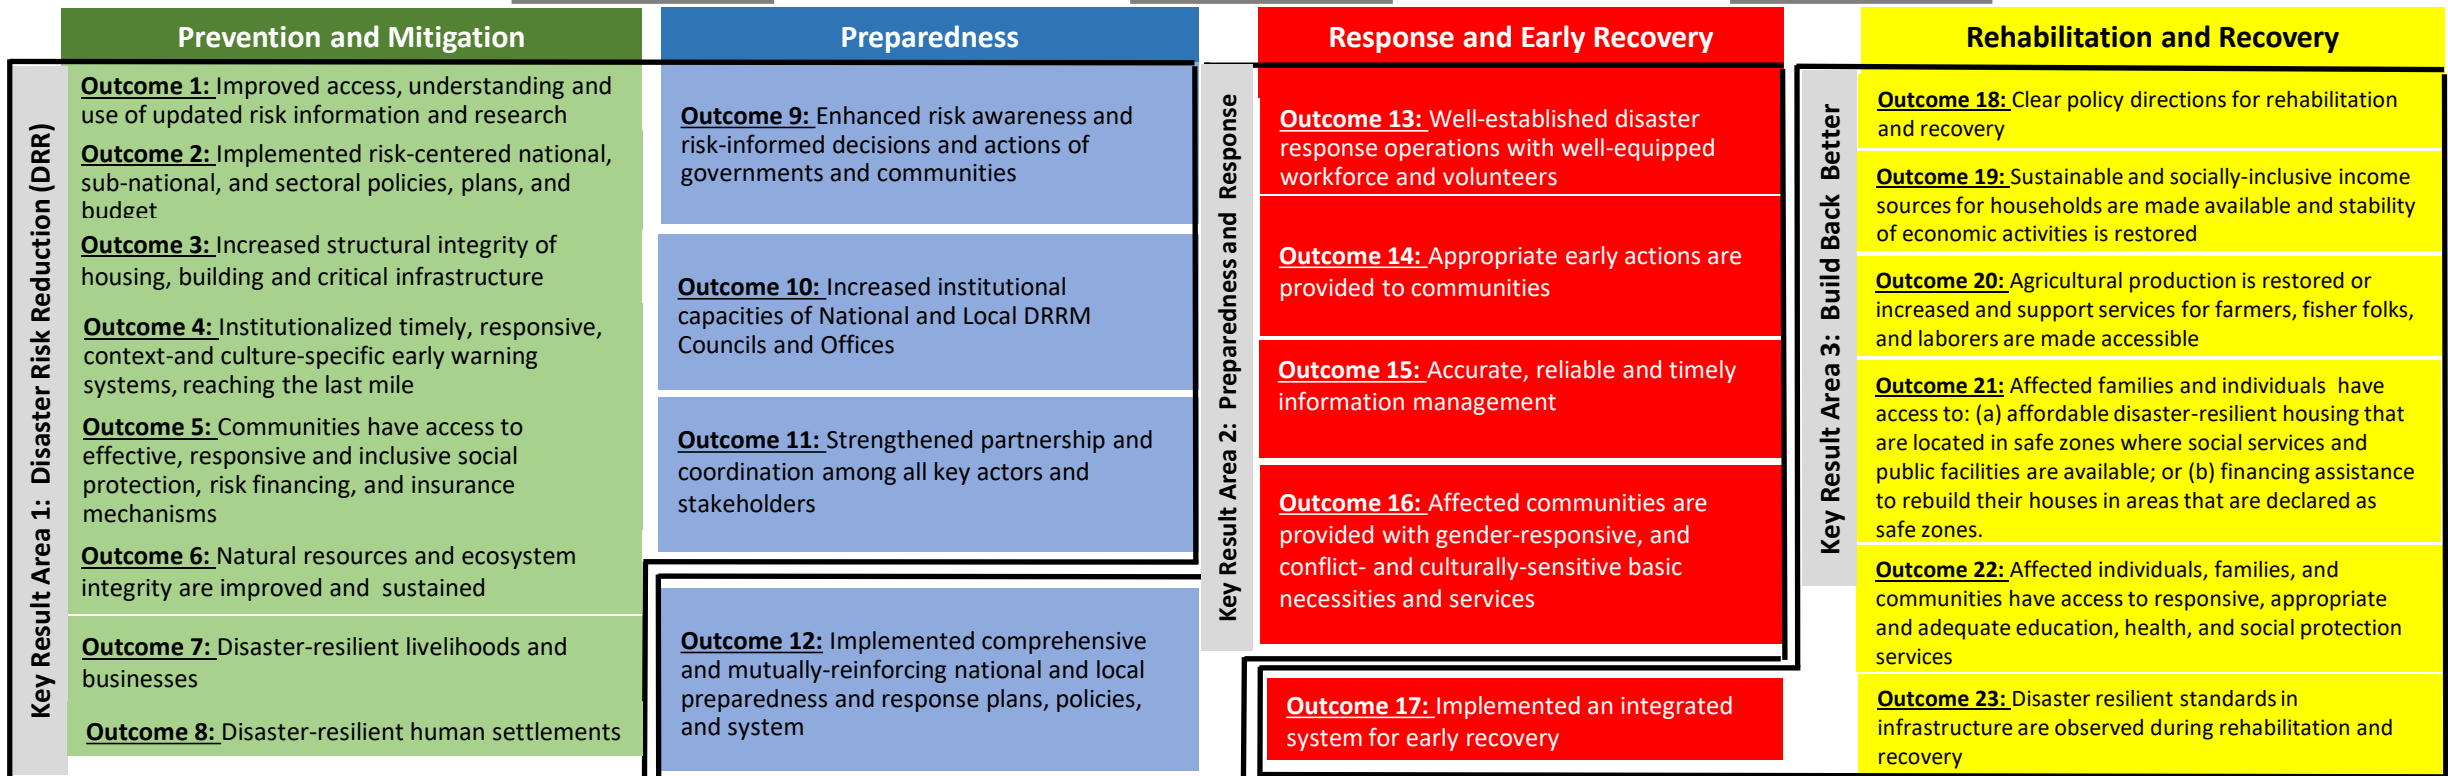 Prevention and Mitigation
Key Result Area 1: Disaster Risk Reduction (DRR)
Outcome 1: Improved access, understanding and
use of updated risk information and research
Outcome 2: Implemented risk-centered national,
sub-national, and sectoral policies, plans, and
budget
Outcome 3: Increased structural integrity of
housing, building and critical infrastructure
Outcome 4: Institutionalized timely, responsive,
context-and culture-specific early warning
systems, reaching the last mile
Outcome 5: Communities have access to
effective, responsive and inclusive social
protection, risk financing, and insurance
mechanisms
Outcome 6: Natural resources and ecosystem
integrity are improved and sustained
Outcome 7: Disaster-resilient livelihoods and
businesses
Outcome 8: Disaster-resilient human settlements
Preparedness
Outcome 9: Enhanced risk awareness and
risk-informed decisions and actions of
governments and communities
Outcome 10: Increased institutional
capacities of National and Local DRRM
Councils and Offices
Outcome 11: Strengthened partnership and
coordination among all key actors and
stakeholders
Outcome 12: Implemented comprehensive
and mutually-reinforcing national and local
preparedness and response plans, policies,
and system
Response and Early Recovery
Key Result Area 2: Preparedness and Response
Outcome 13: Well-established disaster
response operations with well-equipped
workforce and volunteers
Outcome 14: Appropriate early actions are
provided to communities
Outcome 15: Accurate, reliable and timely
information management
Outcome 16: Affected communities are
provided with gender-responsive, and
conflict- and culturally-sensitive basic
necessities and services
Outcome 17: Implemented an integrated
system for early recovery
Rehabilitation and Recovery
Key Result Area 3: Build Back Better
Outcome 18: Clear policy directions for rehabilitation
and recovery
Outcome 19: Sustainable and socially-inclusive income
sources for households are made available and stability
of economic activities is restored
Outcome 20: Agricultural production is restored or
increased and support services for farmers, fisher folks,
and laborers are made accessible
Outcome 21: Affected families and individuals have
access to: (a) affordable disaster-resilient housing that
are located in safe zones where social services and
public facilities are available; or (b) financing assistance
to rebuild their houses in areas that are declared as
safe zones.
Outcome 22: Affected individuals, families, and
communities have access to responsive, appropriate
and adequate education, health, and social protection
services
Outcome 23: Disaster resilient standards in
infrastructure are observed during rehabilitation and
recovery